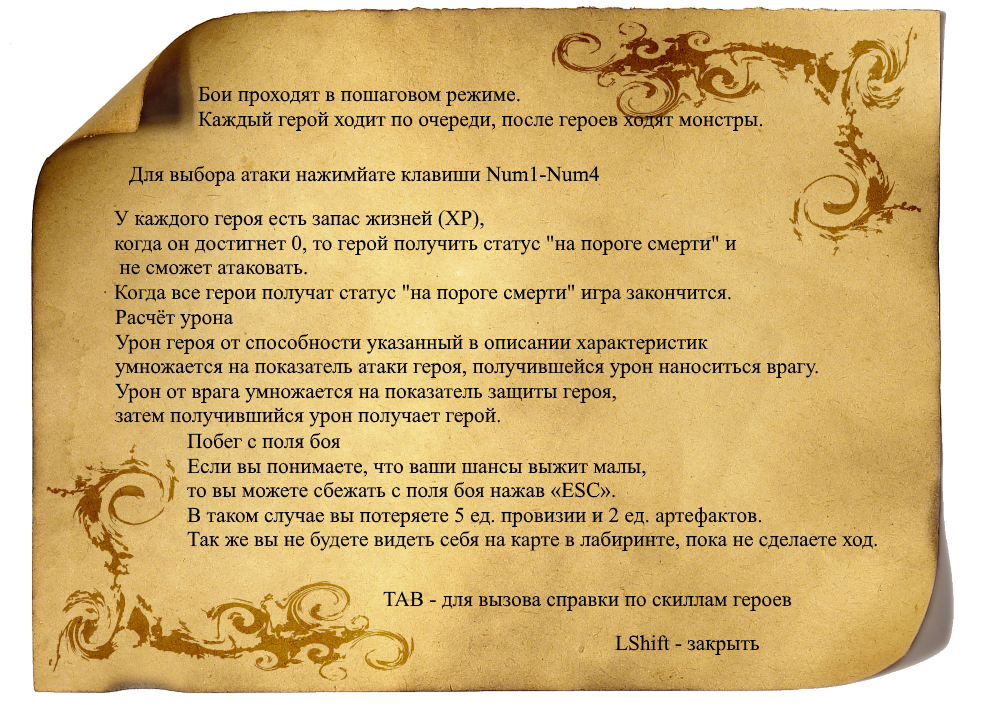 Бои проходят в пошаговом режиме.
Каждый герой ходит по очереди, после героев ходят монстры.
Для выбора атаки нажимйате клавиши Num1-Num4
У каждого героя есть запас жизней (ХР),
когда он достигнет 0, то герой получить статус "на пороге смерти" и
не сможет атаковать.
Когда все герои получат статус "на пороге смерти" игра закончится.
Расчёт урона
Урон героя от способности указанный в описании характеристик
умножается на показатель атаки героя, получившейся урон наноситься врагу.
Урон от врага умножается на показатель защиты героя,
затем получившийся урон получает герой.
Побег с поля боя
Если вы понимаете, что ваши шансы выжит малы,
то вы можете сбежать с поля боя нажав «ESC».
В таком случае вы потеряете 5 ед. провизии и 2 ед. артефактов.
Так же вы не будете видеть себя на карте в лабиринте, пока не сделаете ход.
TAB - для вызова справки по скиллам героев
LShift - закрыть